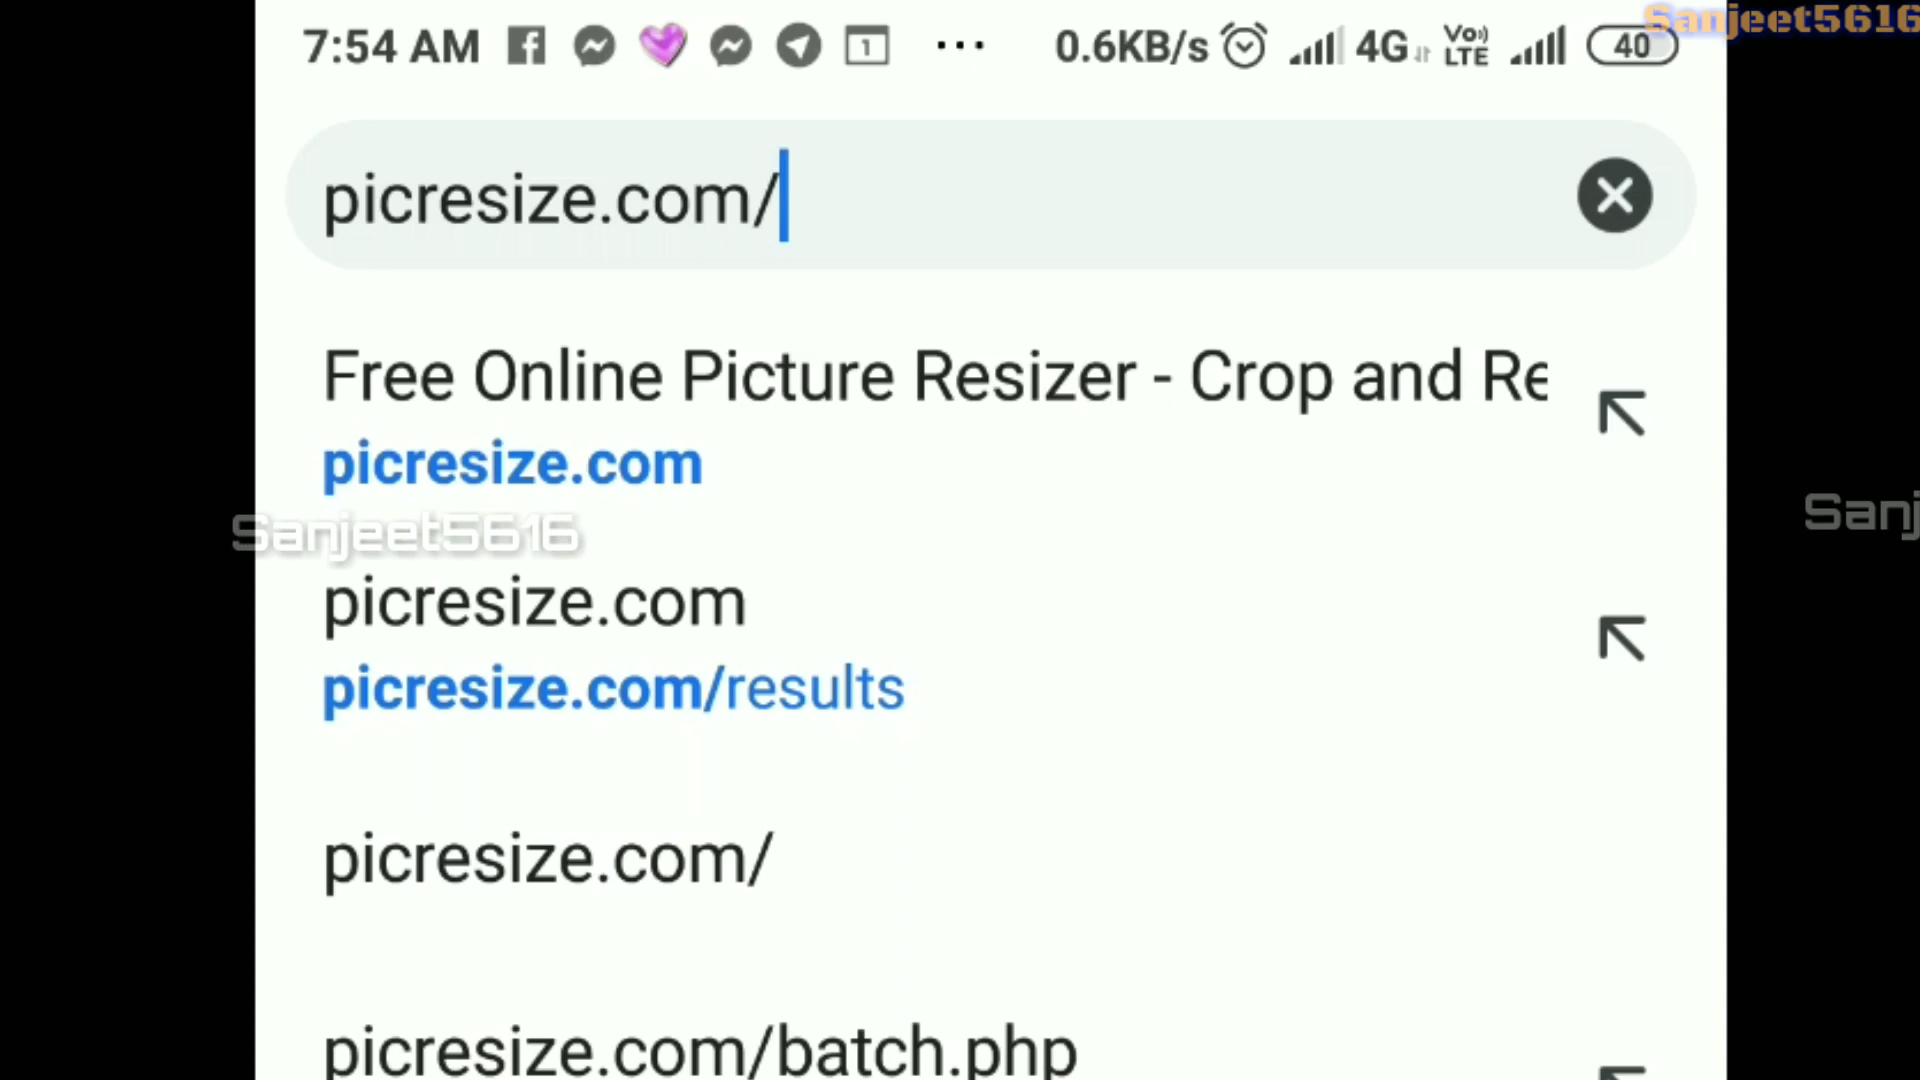 Sanjeet5616
7:54 AM 1 ... 0.6KB/s 4G Vo)) LTE 40
picresize.com/
Free Online Picture Resizer - Crop and Re
picresize.com
Sanjeet5616
Sanj
picresize.com
picresize.com/results
picresize.com/
picresize.com/batch.php